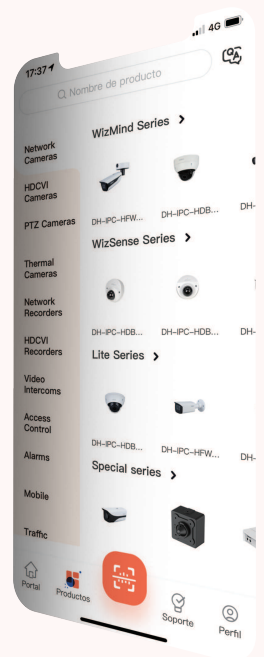 17:37
4G
Nombre de producto
Network
Cameras
HDCVI
Cameras
PTZ Cameras
Thermal
Cameras
Network
Recorders
HDCVI
Recorders
Video
Intercoms
Access
Control
Alarms
Mobile
Traffic
WizMind Series >
DH-IPC-HFW... DH-IPC-HDB... DH-
WizSense Series >
DH-IPC-HDB... DH-IPC-HDB... DH-
Lite Series >
DH-IPC-HDB... DH-IPC-HFW... DH-
Special series >
Portal
Productos
Soporte
Perfil